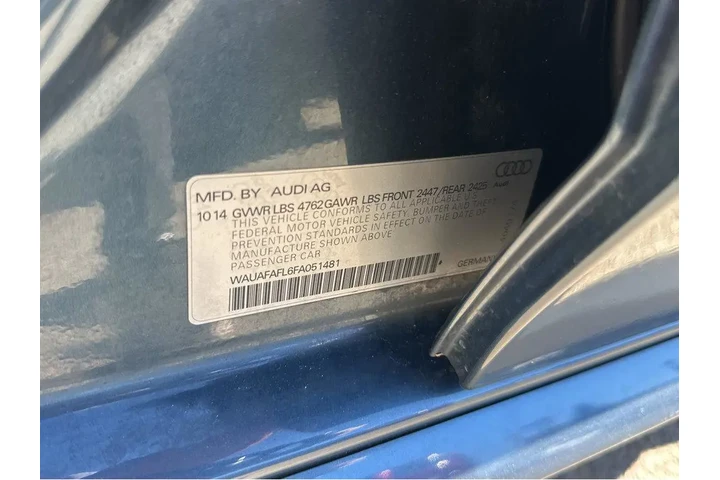 MFD. BY AUDI AG
Audi
10 14 GVWR LBS 4762 GAWR LBS FRONT 2447/REAR 2425
THIS VEHICLE CONFORMS TO ALL APPLICABLE U.S.
FEDERAL MOTOR VEHICLE SAFETY, BUMPER AND THEFT
PREVENTION STANDARDS IN EFFECT ON THE DATE OF
MANUFACTURE SHOWN ABOVE
PASSENGER CAR
WAUAFAFL6FA051481
GERMANY